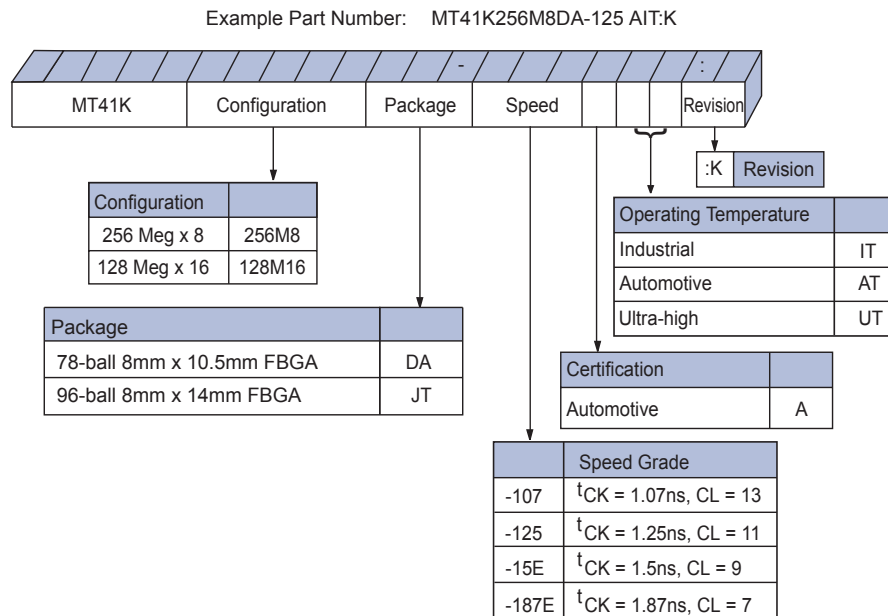 Example Part Number: MT41K256M8DA-125 AIT:K
- :
MT41K Configuration Package Speed Revision
:K Revision
Configuration
256 Meg x 8 256M8
128 Meg x 16 128M16
Operating Temperature
Industrial IT
Automotive AT
Ultra-high UT
Package
78-ball 8mm x 10.5mm FBGA DA
96-ball 8mm x 14mm FBGA JT
Certification
Automotive A
Speed Grade
-107 tCK = 1.07ns, CL = 13
-125 tCK = 1.25ns, CL = 11
-15E tCK = 1.5ns, CL = 9
-187E tCK = 1.87ns, CL = 7